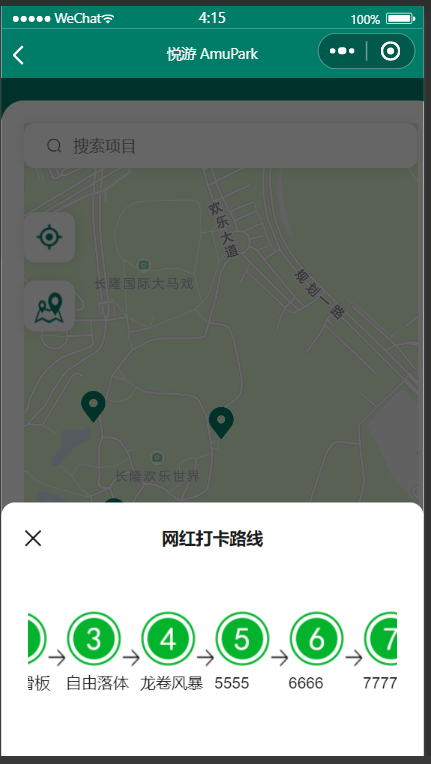 WeChat 4:15 100%
悦游 AmuPark
搜索项目
欢乐大道
长隆国际大马戏
规划一路
长隆欢乐世界
网红打卡路线
3 4 5 6 7
滑板 自由落体 龙卷风暴 5555 6666 7777